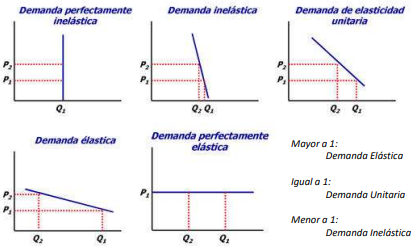 Demanda perfectamente
inelástica
Demanda inelástica
Demanda de elasticidad
unitaria
P2
P1
Q1
P2
P1
Q2 Q1
P2
P1
Q2 Q1
Demanda élastica
Demanda perfectamente
elástica
P2
P1
Q2 Q1
P1
Q2 Q1
Mayor a 1:
Demanda Elástica
Igual a 1:
Demanda Unitaria
Menor a 1:
Demanda Inelástica